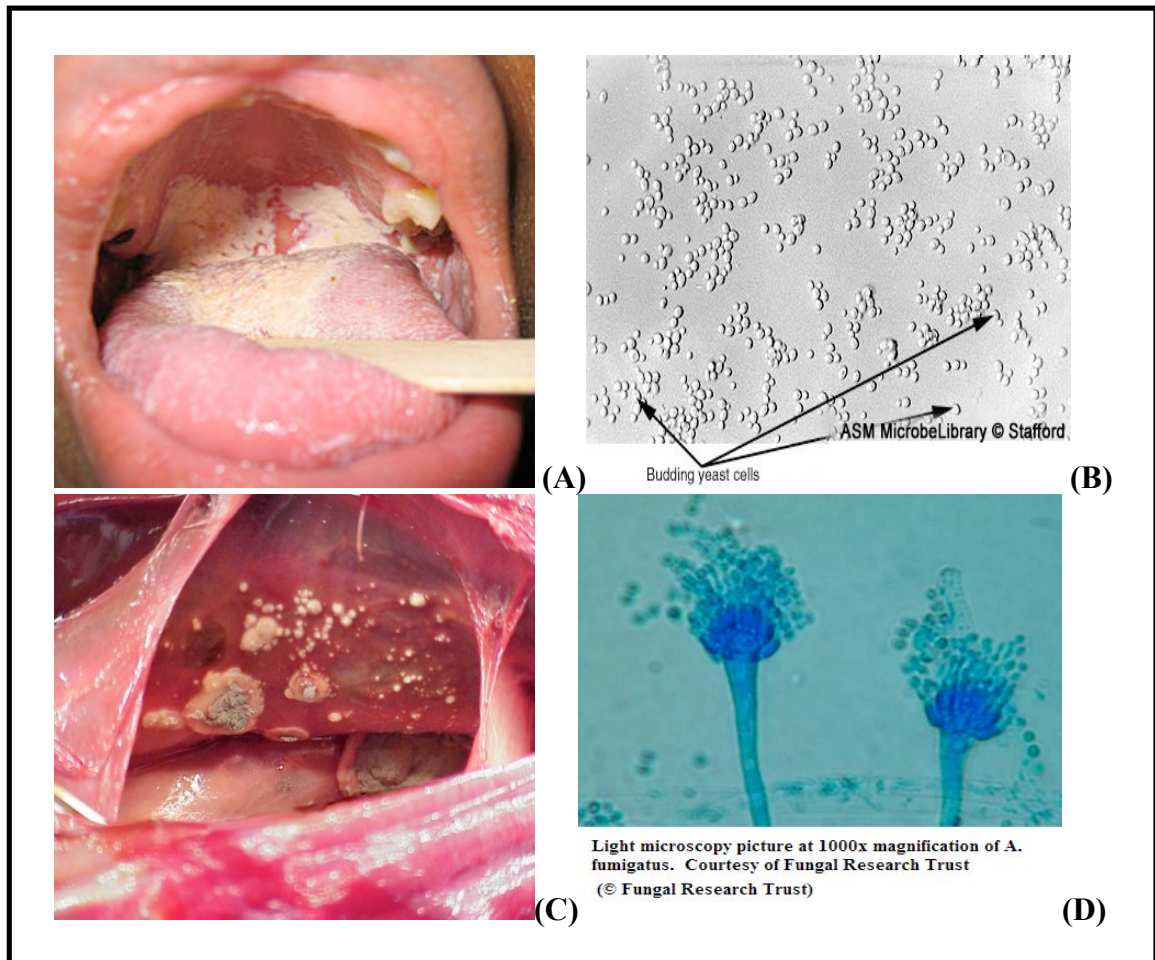 (A)
ASM MicrobeLibrary © Stafford
Budding yeast cells
(B)
(C)
Light microscopy picture at 1000x magnification of A.
fumigatus. Courtesy of Fungal Research Trust
(© Fungal Research Trust)
(D)